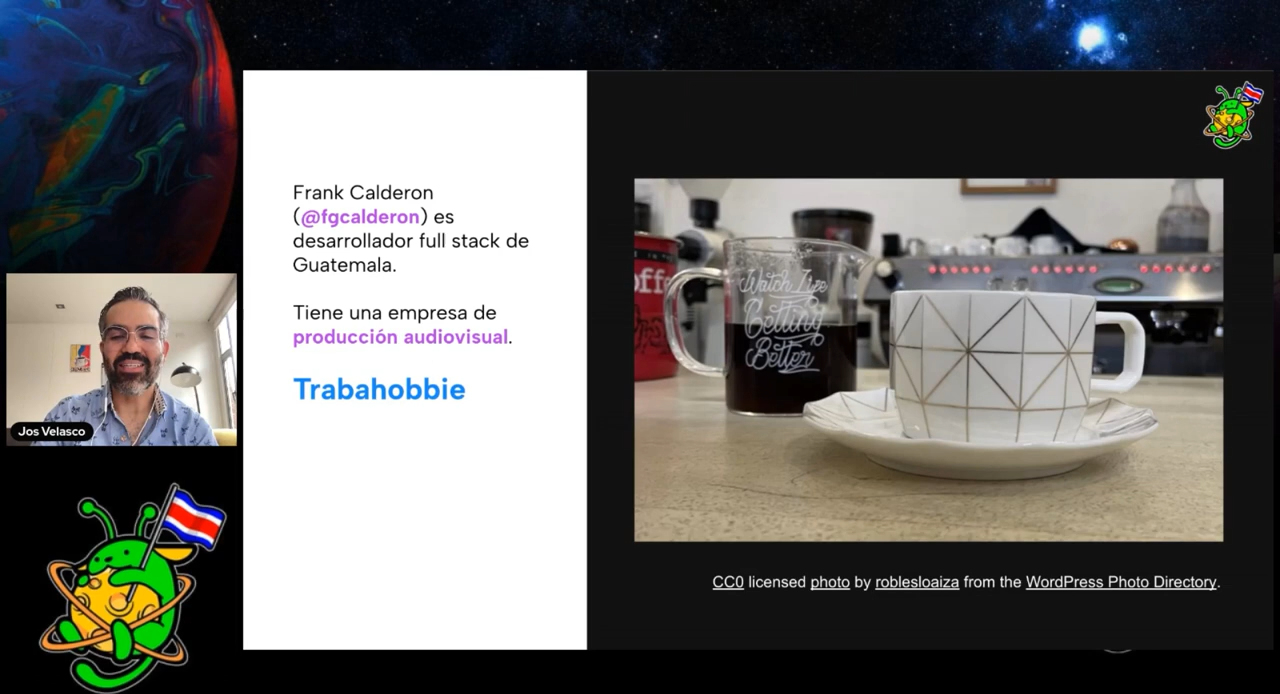 Frank Calderon
(@fgcalderon) es
desarrollador full stack de
Guatemala.
Tiene una empresa de
producción audiovisual.
Trabahobbie
Jos Velasco
offe
Watch Life
Getting
Better
CC0 licensed photo by roblesloaiza from the WordPress Photo Directory.